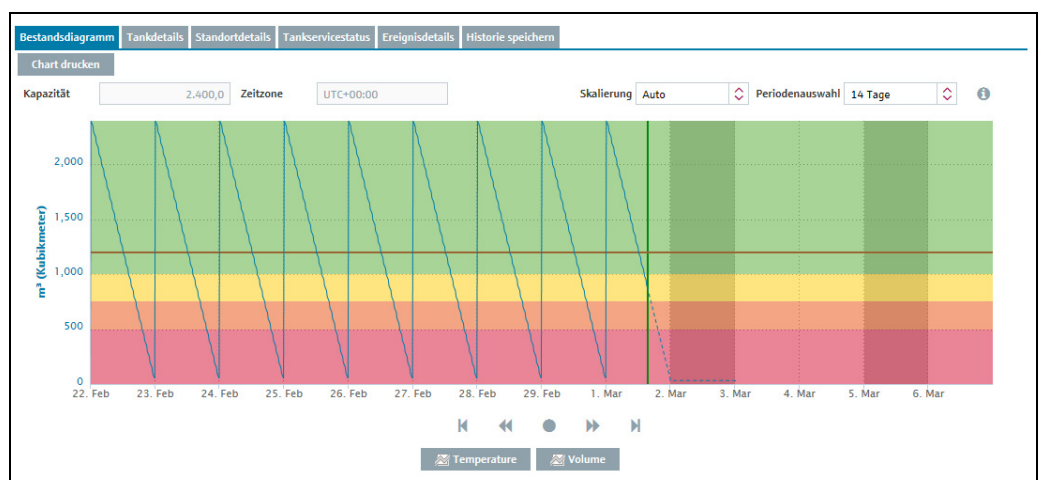 Bestandsdiagramm Tankdetails Standortdetails Tankservicestatus Ereignisdetails Historie speichern
Chart drucken
Kapazität 2.400,0 Zeitzone UTC+00:00 Skalierung Auto Periodenauswahl 14 Tage
m³ (Kubikmeter)
2,000
1,500
1,000
500
0
22. Feb 23. Feb 24. Feb 25. Feb 26. Feb 27. Feb 28. Feb 29. Feb 1. Mar 2. Mar 3. Mar 4. Mar 5. Mar 6. Mar
Temperature Volume